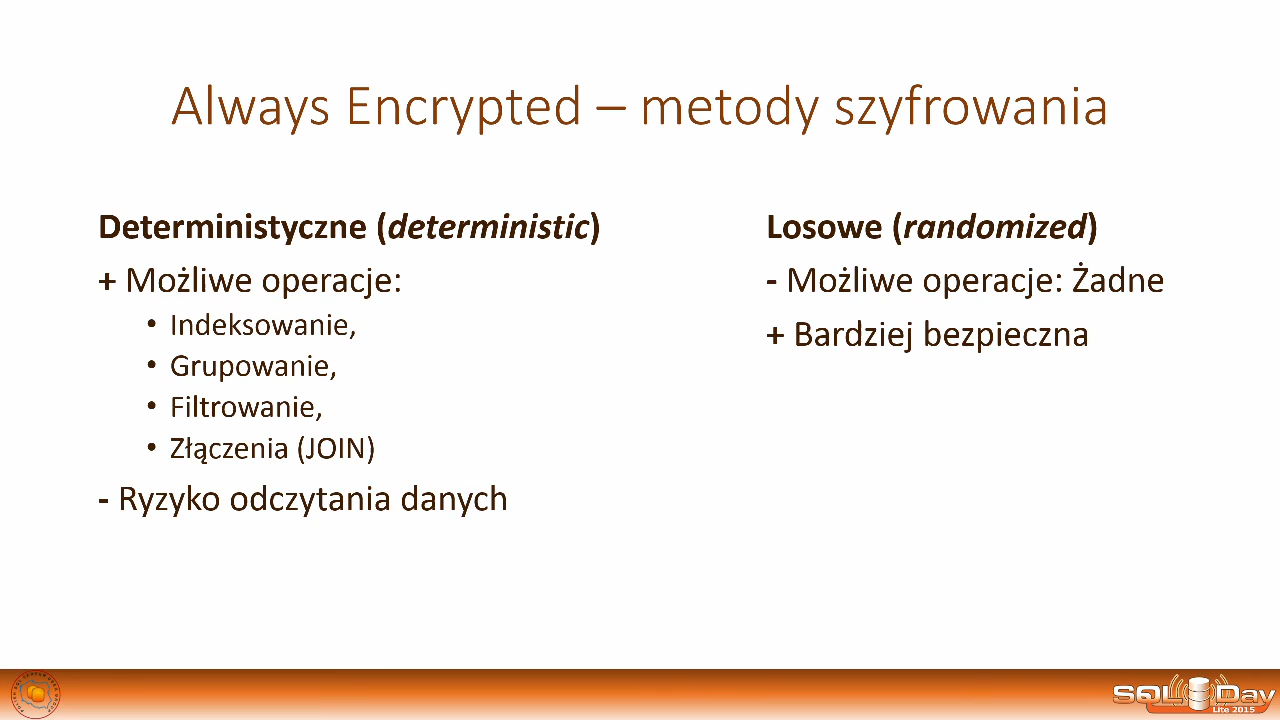 Always Encrypted – metody szyfrowania
Deterministyczne (deterministic)
+ Możliwe operacje:
• Indeksowanie,
• Grupowanie,
• Filtrowanie,
• Złączenia (JOIN)
- Ryzyko odczytania danych
Losowe (randomized)
- Możliwe operacje: Żadne
+ Bardziej bezpieczna
SQL Day
Lite 2015